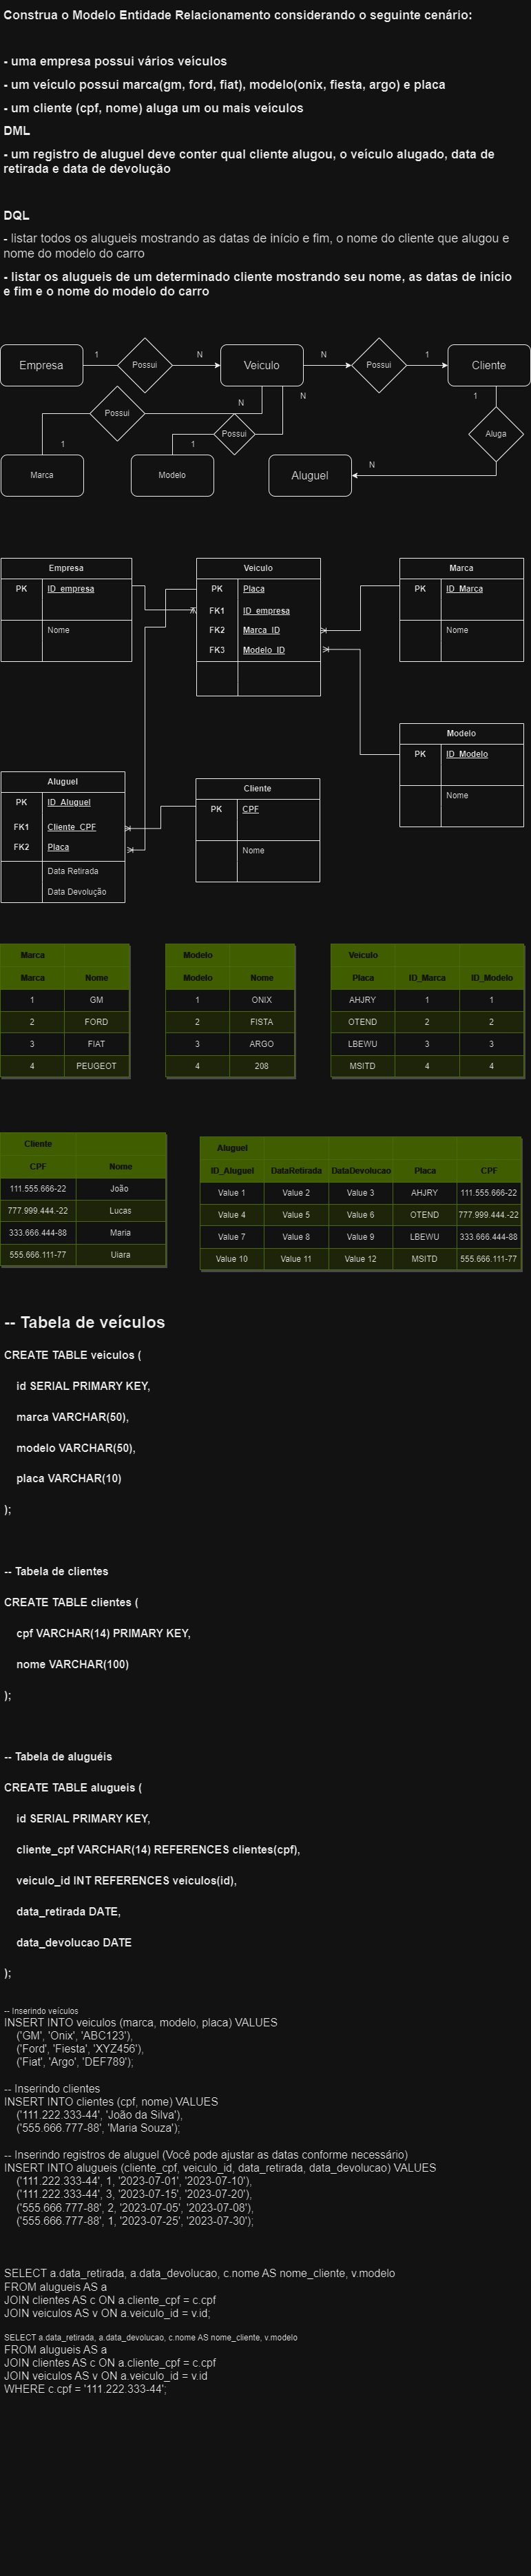 Construa o Modelo Entidade Relacionamento considerando o seguinte cenário:
- uma empresa possui vários veículos
- um veículo possui marca(gm, ford, fiat), modelo(onix, fiesta, argo) e placa
- um cliente (cpf, nome) aluga um ou mais veículos
DML
- um registro de aluguel deve conter qual cliente alugou, o veículo alugado, data de
retirada e data de devolução
DQL
- listar todos os alugueis mostrando as datas de início e fim, o nome do cliente que alugou e
nome do modelo do carro
- listar os alugueis de um determinado cliente mostrando seu nome, as datas de início
e fim e o nome do modelo do carro
Empresa 1 Possui N Veiculo N Possui 1 Cliente
Possui N N 1
Possui Aluga
1 1 N
Marca Modelo Aluguel
Empresa
PK ID_empresa
Nome
Veiculo
PK Placa
FK1 ID_empresa
FK2 Marca_ID
FK3 Modelo_ID
Marca
PK ID_Marca
Nome
Modelo
PK ID_Modelo
Nome
Aluguel
PK ID_Aluguel
FK1 Cliente_CPF
FK2 Placa
Data Retirada
Data Devolução
Cliente
PK CPF
Nome
Marca
Marca Nome
1 GM
2 FORD
3 FIAT
4 PEUGEOT
Modelo
Modelo Nome
1 ONIX
2 FISTA
3 ARGO
4 208
Veiculo
Placa ID_Marca ID_Modelo
AHJRY 1 1
OTEND 2 2
LBEWU 3 3
MSITD 4 4
Cliente
CPF Nome
111.555.666-22 João
777.999.444.-22 Lucas
333.666.444-88 Maria
555.666.111-77 Uiara
Aluguel
ID_Aluguel DataRetirada DataDevolucao Placa CPF
Value 1 Value 2 Value 3 AHJRY 111.555.666-22
Value 4 Value 5 Value 6 OTEND 777.999.444.-22
Value 7 Value 8 Value 9 LBEWU 333.666.444-88
Value 10 Value 11 Value 12 MSITD 555.666.111-77
-- Tabela de veículos
CREATE TABLE veiculos (
id SERIAL PRIMARY KEY,
marca VARCHAR(50),
modelo VARCHAR(50),
placa VARCHAR(10)
);
-- Tabela de clientes
CREATE TABLE clientes (
cpf VARCHAR(14) PRIMARY KEY,
nome VARCHAR(100)
);
-- Tabela de aluguéis
CREATE TABLE alugueis (
id SERIAL PRIMARY KEY,
cliente_cpf VARCHAR(14) REFERENCES clientes(cpf),
veiculo_id INT REFERENCES veiculos(id),
data_retirada DATE,
data_devolucao DATE
);
-- Inserindo veículos
INSERT INTO veiculos (marca, modelo, placa) VALUES
('GM', 'Onix', 'ABC123'),
('Ford', 'Fiesta', 'XYZ456'),
('Fiat', 'Argo', 'DEF789');
-- Inserindo clientes
INSERT INTO clientes (cpf, nome) VALUES
('111.222.333-44', 'João da Silva'),
('555.666.777-88', 'Maria Souza');
-- Inserindo registros de aluguel (Você pode ajustar as datas conforme necessário)
INSERT INTO alugueis (cliente_cpf, veiculo_id, data_retirada, data_devolucao) VALUES
('111.222.333-44', 1, '2023-07-01', '2023-07-10'),
('111.222.333-44', 3, '2023-07-15', '2023-07-20'),
('555.666.777-88', 2, '2023-07-05', '2023-07-08'),
('555.666.777-88', 1, '2023-07-25', '2023-07-30');
SELECT a.data_retirada, a.data_devolucao, c.nome AS nome_cliente, v.modelo
FROM alugueis AS a
JOIN clientes AS c ON a.cliente_cpf = c.cpf
JOIN veiculos AS v ON a.veiculo_id = v.id;
SELECT a.data_retirada, a.data_devolucao, c.nome AS nome_cliente, v.modelo
FROM alugueis AS a
JOIN clientes AS c ON a.cliente_cpf = c.cpf
JOIN veiculos AS v ON a.veiculo_id = v.id
WHERE c.cpf = '111.222.333-44';